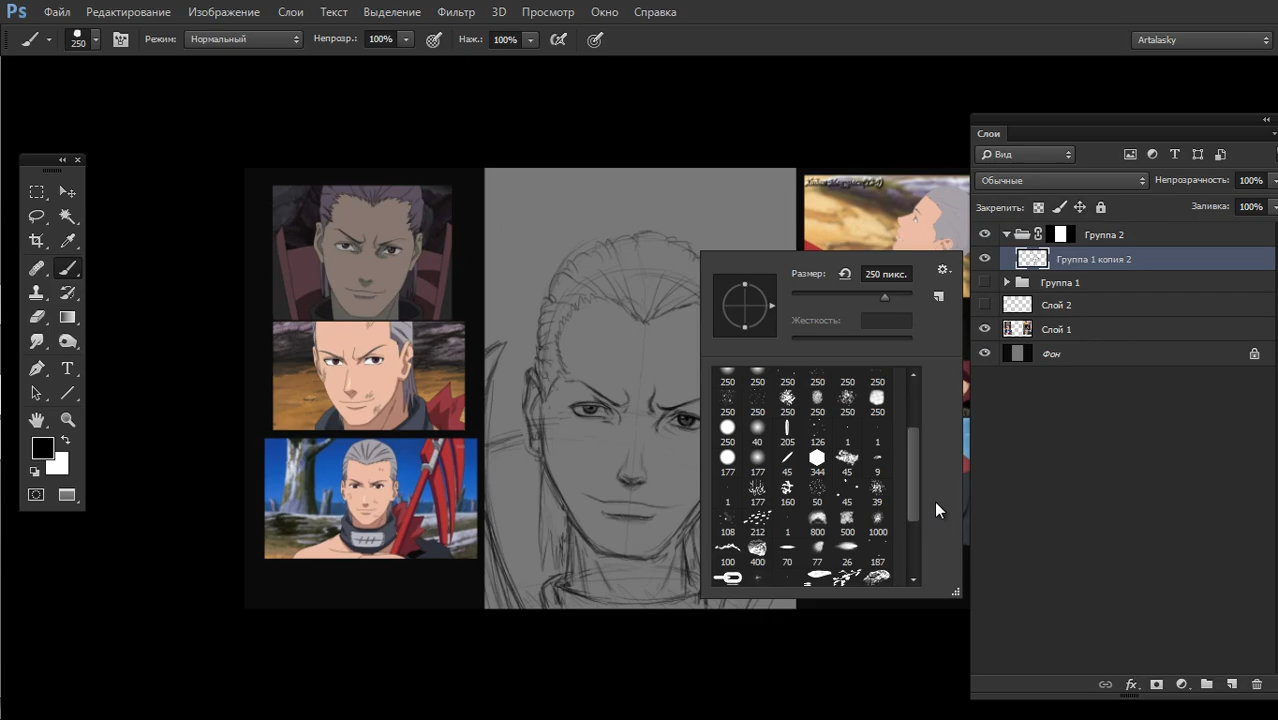 Ps Файл Редактирование Изображение Слои Текст Выделение Фильтр 3D Просмотр Окно Справка
250 Режим: Нормальный Непрозр.: 100% Наж.: 100% Artalasky
Слои
Вид
Обычные Непрозрачность: 100%
Закрепить: Заливка: 100%
Группа 2
Группа 1 копия 2
Группа 1
Слой 2
Слой 1
Фон
Размер: 250 пикс.
Жесткость:
250 250 250 250 250 250
250 250 250 250 250 250
250 40 205 126 1 1
177 177 45 344 45 9
1 177 160 50 45 39
108 212 1 800 500 1000
100 400 70 77 26 187
T
fx